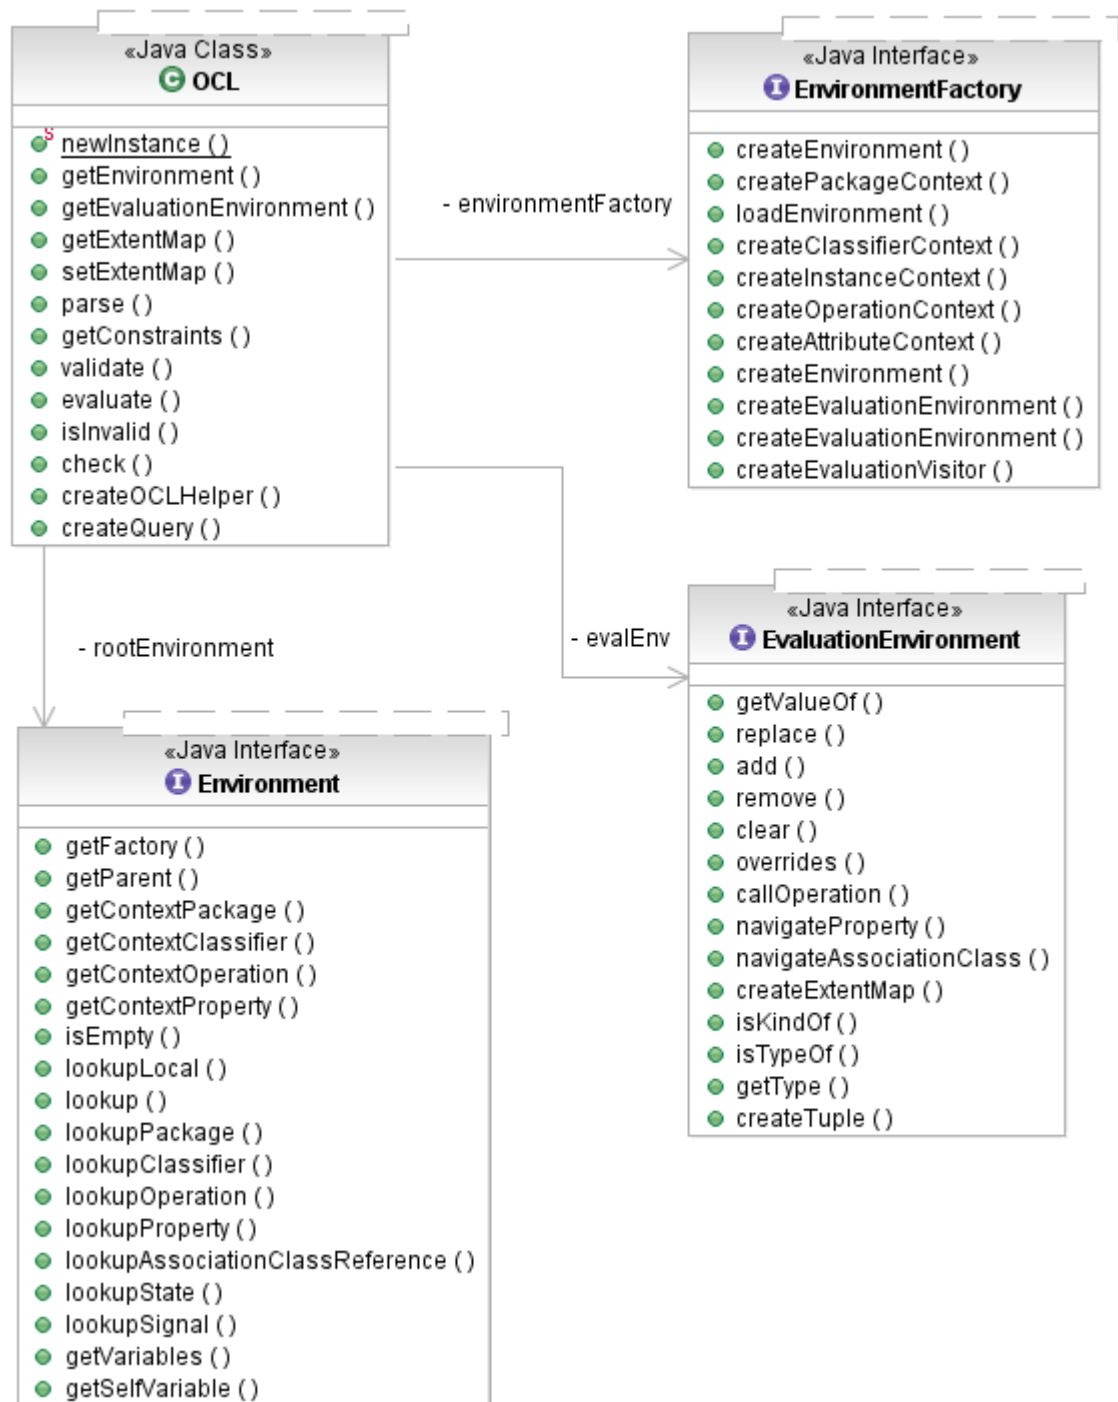 «Java Class»
OCL
newInstance ( )
getEnvironment ( )
getEvaluationEnvironment ( )
getExtentMap ( )
setExtentMap ( )
parse ( )
getConstraints ( )
validate ( )
evaluate ( )
isInvalid ( )
check ( )
createOCLHelper ( )
createQuery ( )
- environmentFactory
«Java Interface»
EnvironmentFactory
createEnvironment ( )
createPackageContext ( )
loadEnvironment ( )
createClassifierContext ( )
createInstanceContext ( )
createOperationContext ( )
createAttributeContext ( )
createEnvironment ( )
createEvaluationEnvironment ( )
createEvaluationEnvironment ( )
createEvaluationVisitor ( )
- rootEnvironment
- evalEnv
«Java Interface»
EvaluationEnvironment
getValueOf ( )
replace ( )
add ( )
remove ( )
clear ( )
overrides ( )
callOperation ( )
navigateProperty ( )
navigateAssociationClass ( )
createExtentMap ( )
isKindOf ( )
isTypeOf ( )
getType ( )
createTuple ( )
«Java Interface»
Environment
getFactory ( )
getParent ( )
getContextPackage ( )
getContextClassifier ( )
getContextOperation ( )
getContextProperty ( )
isEmpty ( )
lookupLocal ( )
lookup ( )
lookupPackage ( )
lookupClassifier ( )
lookupOperation ( )
lookupProperty ( )
lookupAssociationClassReference ( )
lookupState ( )
lookupSignal ( )
getVariables ( )
getSelfVariable ( )